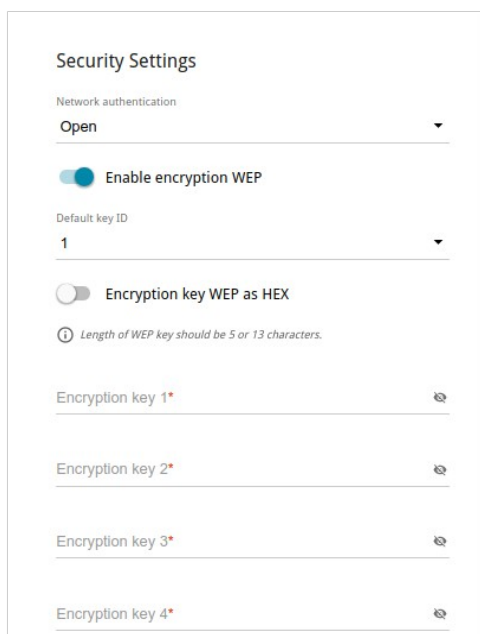 Security Settings
Network authentication
Open
Enable encryption WEP
Default key ID
1
Encryption key WEP as HEX
Length of WEP key should be 5 or 13 characters.
Encryption key 1*
Encryption key 2*
Encryption key 3*
Encryption key 4*